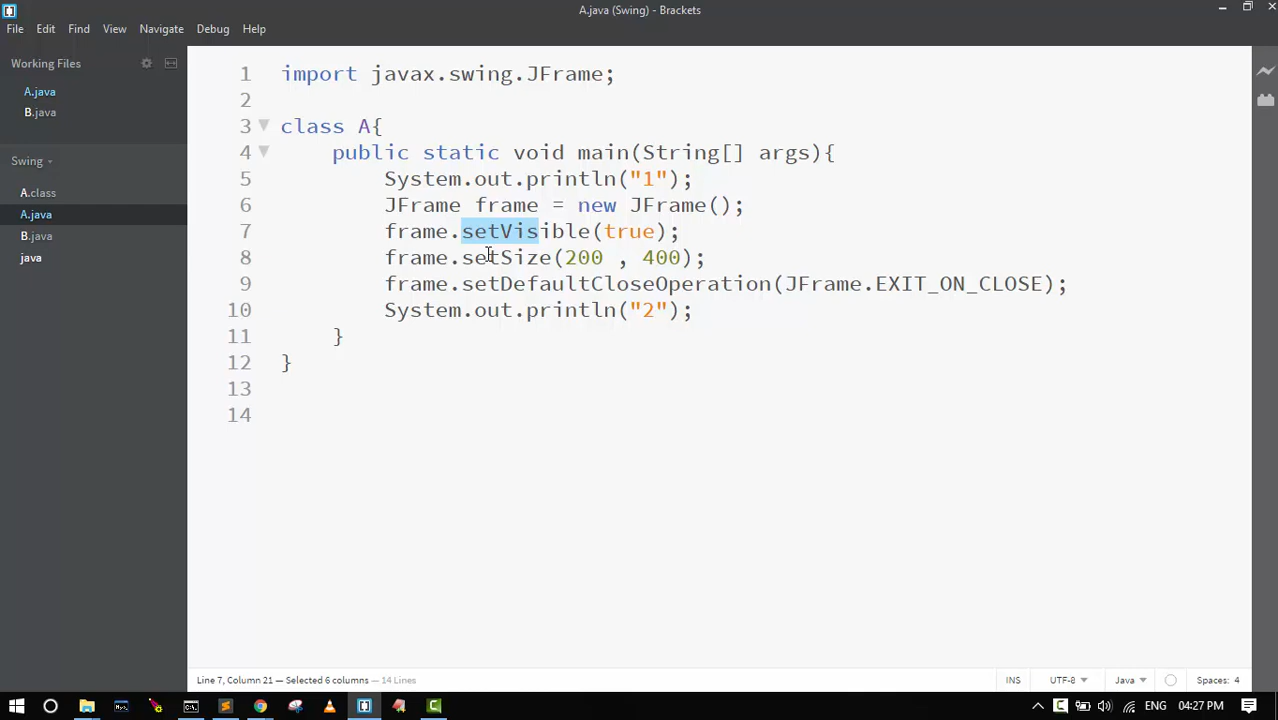 A.java (Swing) - Brackets
File Edit Find View Navigate Debug Help
Working Files
A.java
B.java
Swing
A.class
A.java
B.java
java
1 import javax.swing.JFrame;
2
3 class A{
4 public static void main(String[] args){
5 System.out.println("1");
6 JFrame frame = new JFrame();
7 frame.setVisible(true);
8 frame.setSize(200 , 400);
9 frame.setDefaultCloseOperation(JFrame.EXIT_ON_CLOSE);
10 System.out.println("2");
11 }
12 }
13
14
Line 7, Column 21 — Selected 6 columns — 14 Lines
INS UTF-8 Java Spaces: 4
ENG 04:27 PM